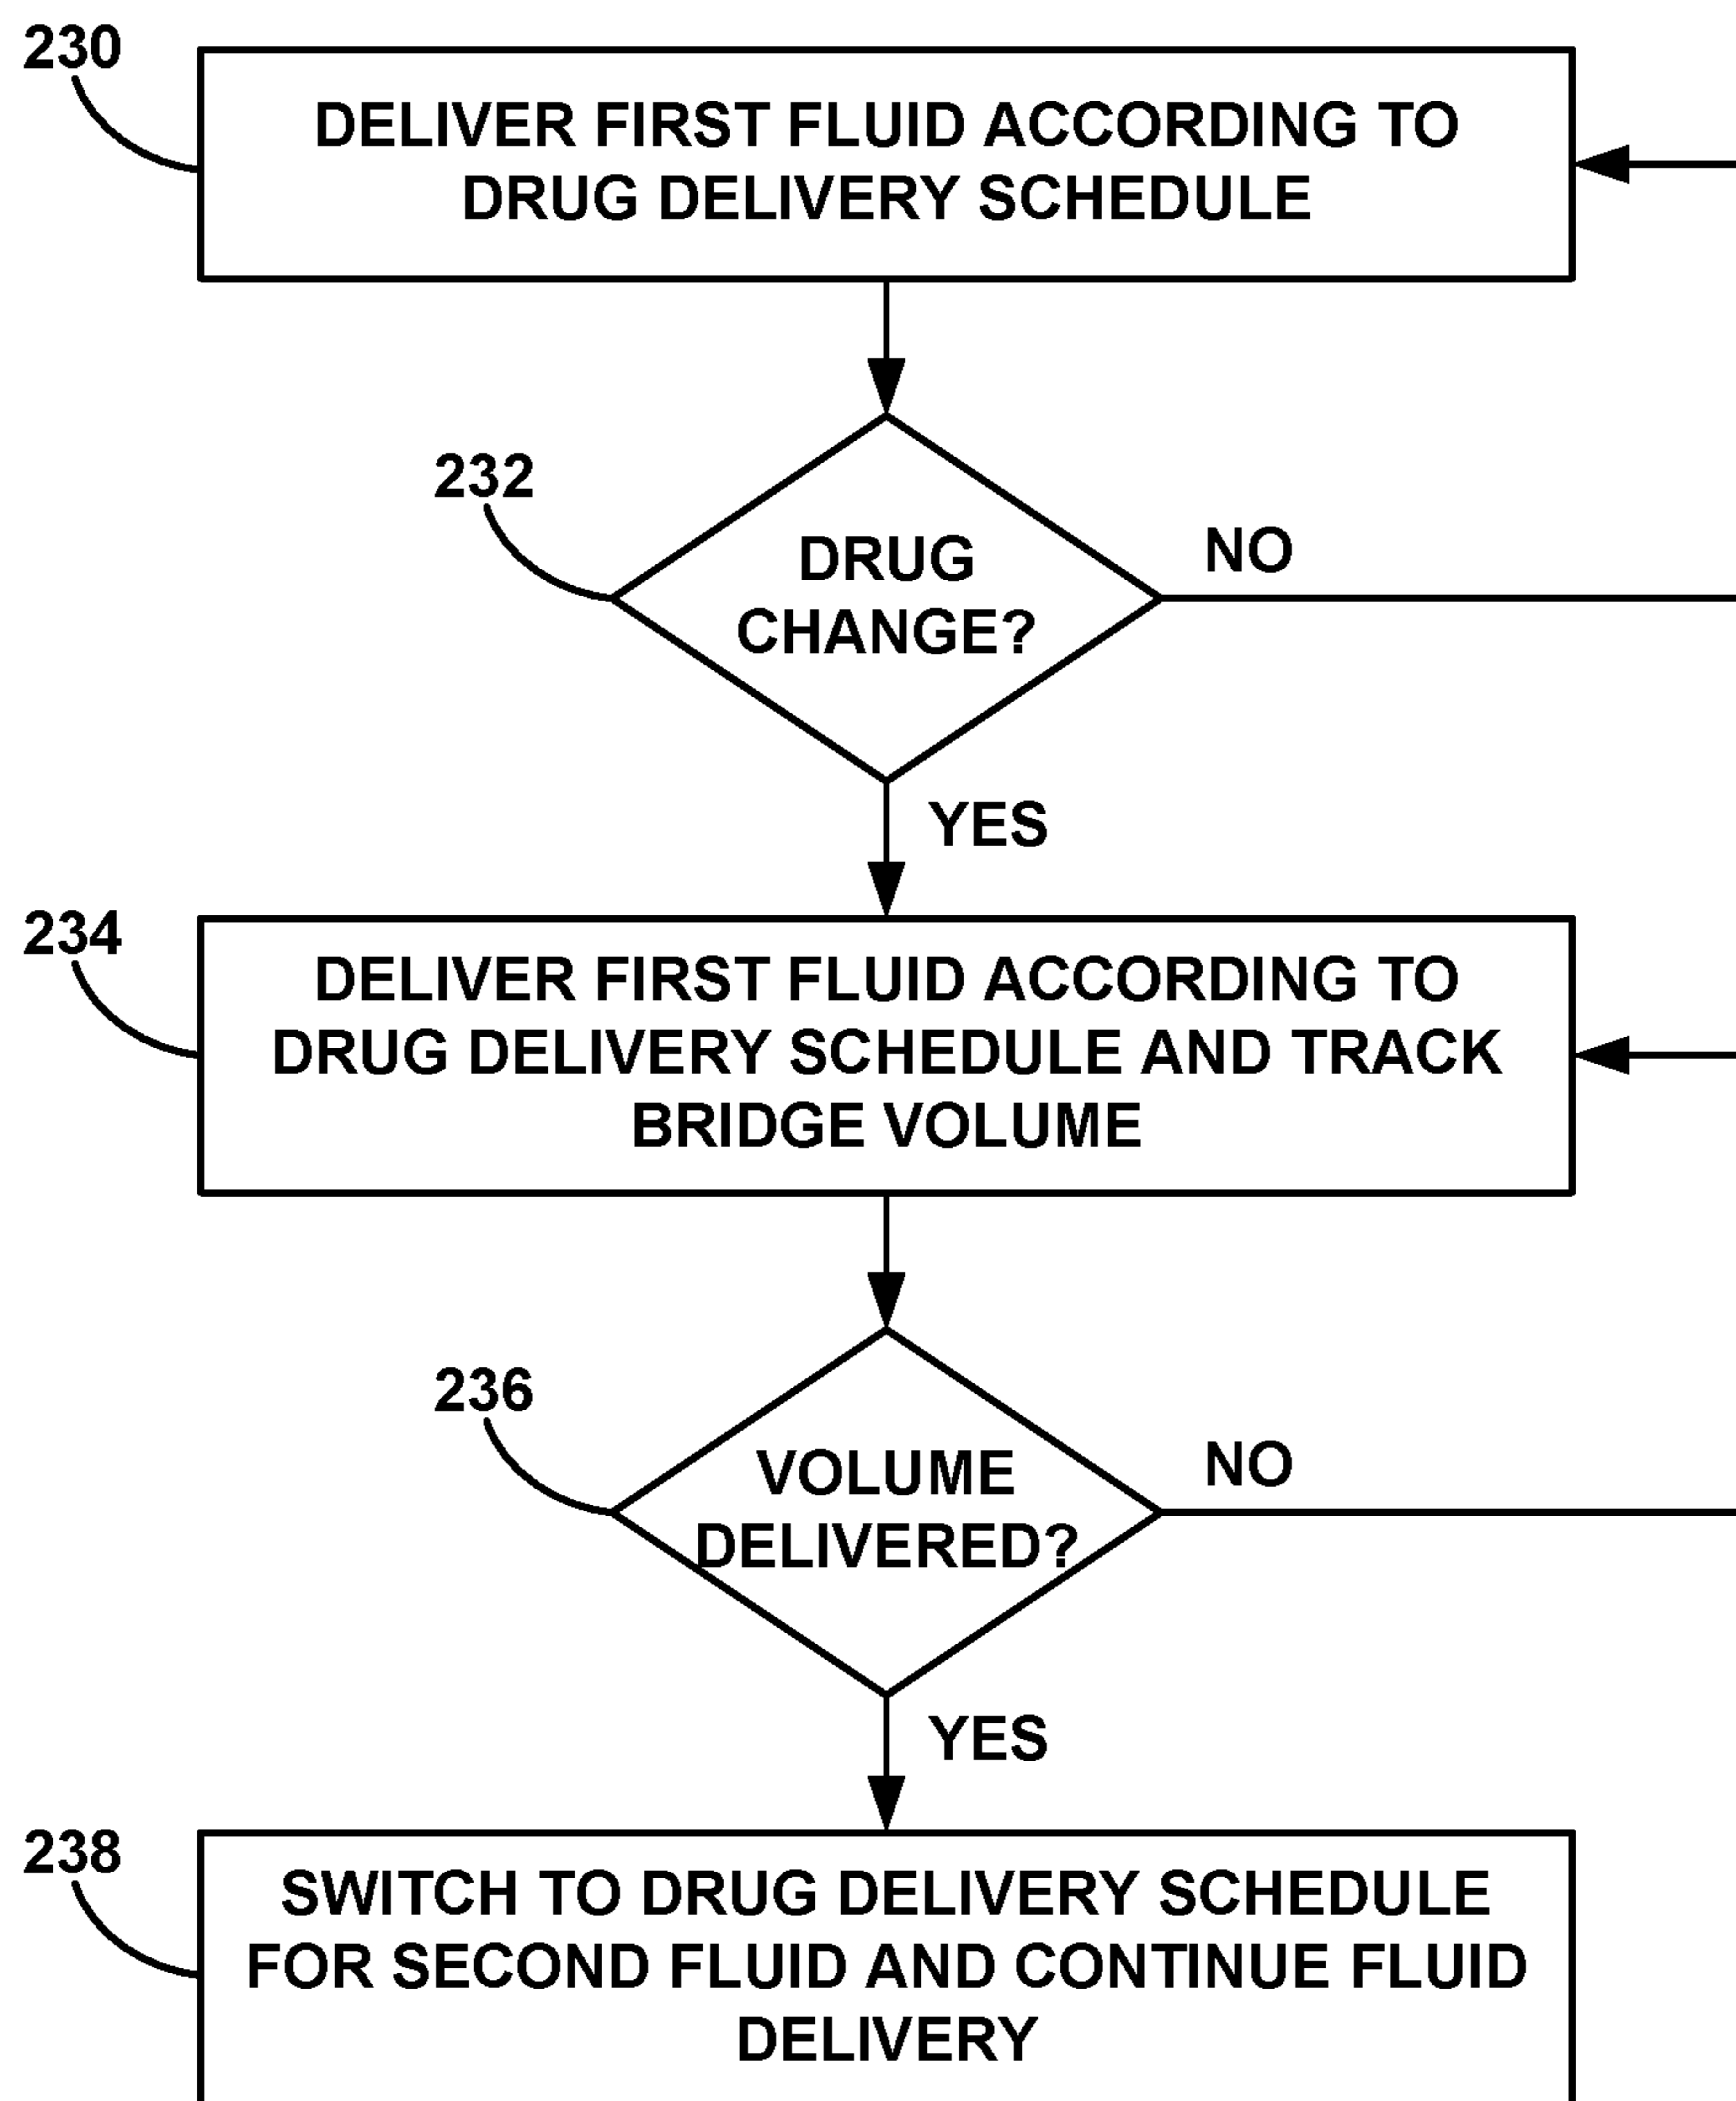 230
DELIVER FIRST FLUID ACCORDING TO
DRUG DELIVERY SCHEDULE
232
DRUG
CHANGE?
NO
YES
234
DELIVER FIRST FLUID ACCORDING TO
DRUG DELIVERY SCHEDULE AND TRACK
BRIDGE VOLUME
236
VOLUME
DELIVERED?
NO
YES
238
SWITCH TO DRUG DELIVERY SCHEDULE
FOR SECOND FLUID AND CONTINUE FLUID
DELIVERY